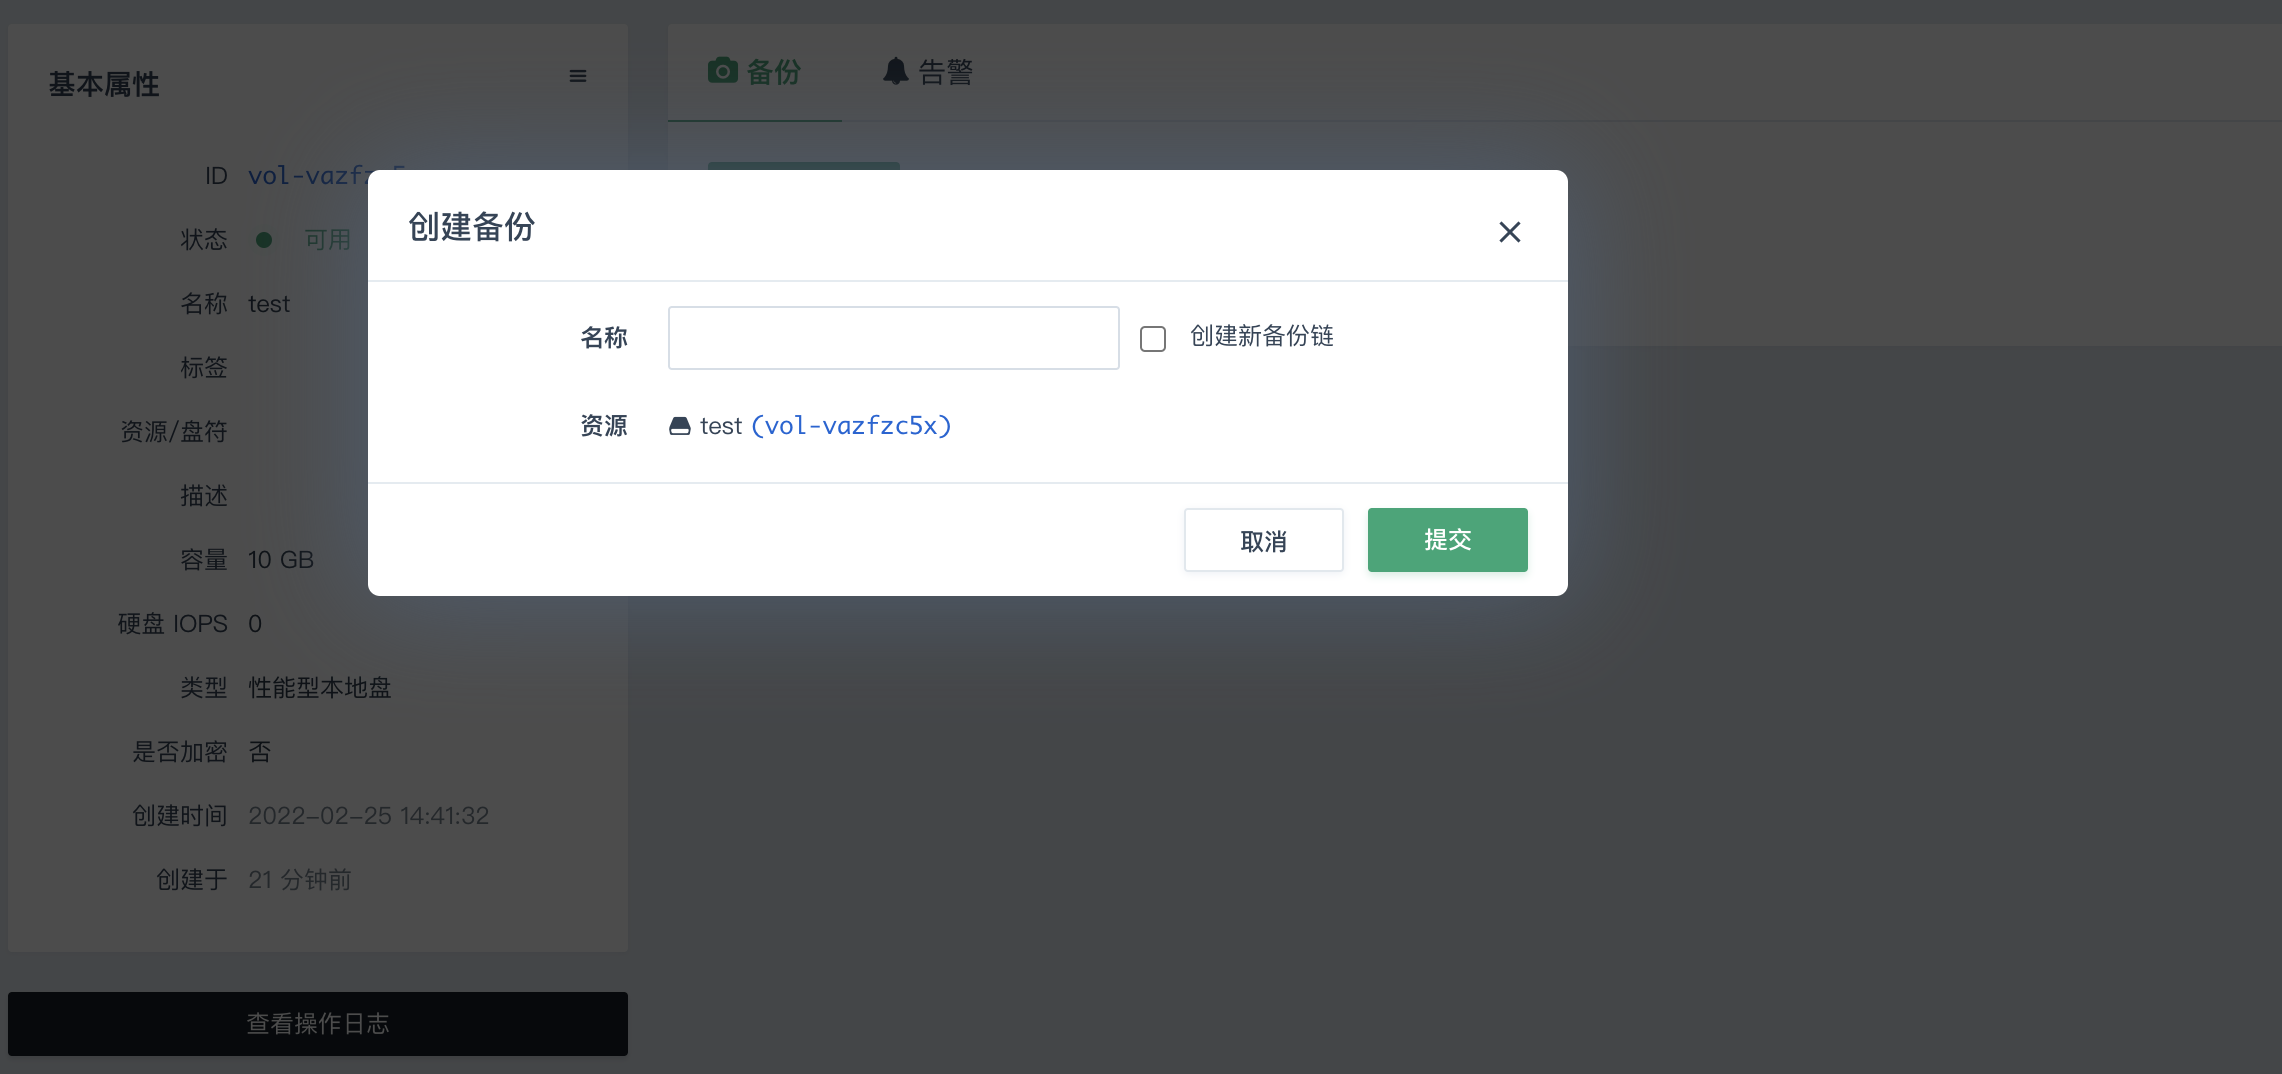 基本属性
ID vol-vazfzc5
状态 可用
名称 test
标签
资源/盘符
描述
容量 10 GB
硬盘 IOPS 0
类型 性能型本地盘
是否加密 否
创建时间 2022-02-25 14:41:32
创建于 21 分钟前
查看操作日志
备份 告警
创建备份
名称 创建新备份链
资源 test (vol-vazfzc5x)
取消 提交